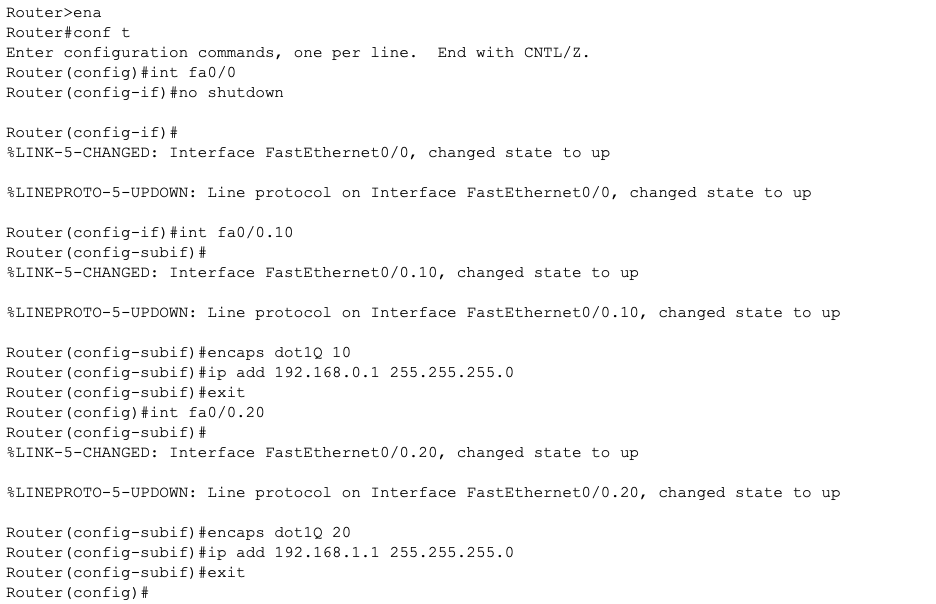 Router>ena
Router#conf t
Enter configuration commands, one per line.  End with CNTL/Z.
Router(config)#int fa0/0
Router(config-if)#no shutdown
Router(config-if)#
%LINK-5-CHANGED: Interface FastEthernet0/0, changed state to up
%LINEPROTO-5-UPDOWN: Line protocol on Interface FastEthernet0/0, changed state to up
Router(config-if)#int fa0/0.10
Router(config-subif)#
%LINK-5-CHANGED: Interface FastEthernet0/0.10, changed state to up
%LINEPROTO-5-UPDOWN: Line protocol on Interface FastEthernet0/0.10, changed state to up
Router(config-subif)#encaps dot1Q 10
Router(config-subif)#ip add 192.168.0.1 255.255.255.0
Router(config-subif)#exit
Router(config)#int fa0/0.20
Router(config-subif)#
%LINK-5-CHANGED: Interface FastEthernet0/0.20, changed state to up
%LINEPROTO-5-UPDOWN: Line protocol on Interface FastEthernet0/0.20, changed state to up
Router(config-subif)#encaps dot1Q 20
Router(config-subif)#ip add 192.168.1.1 255.255.255.0
Router(config-subif)#exit
Router(config)#